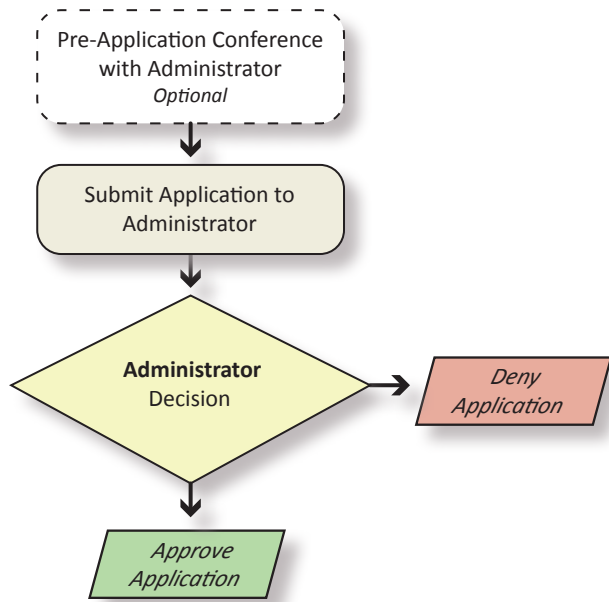 Pre-Application Conference
with Administrator
Optional
Submit Application to
Administrator
Administrator
Decision
Deny
Application
Approve
Application